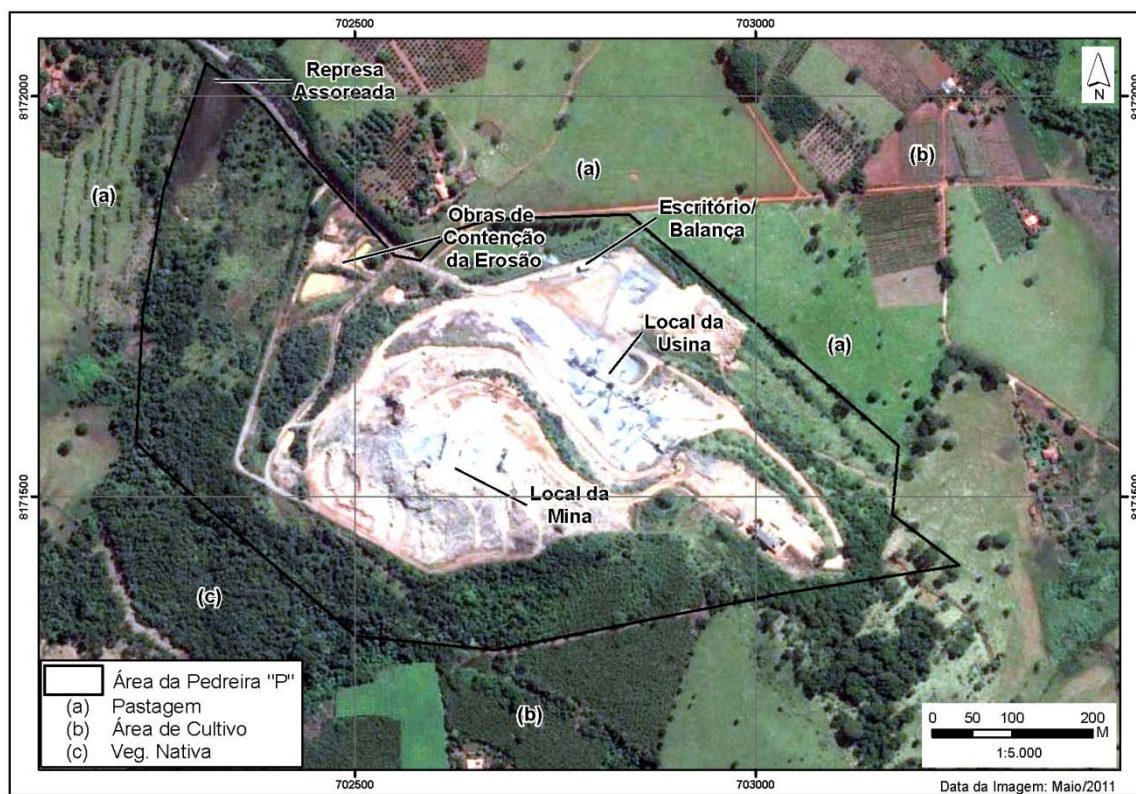 702500
703000
8172000
8172000
Represa
Assoreada
N
(b)
(a)
(a)
Obras de
Contenção
da Erosão
Escritório/
Balança
Local da
Usina
(a)
8171500
8171500
Local da
Mina
(c)
(b)
Área da Pedreira "P"
(a) Pastagem
(b) Área de Cultivo
(c) Veg. Nativa
0 50 100 200
M
1:5.000
702500
703000
Data da Imagem: Maio/2011